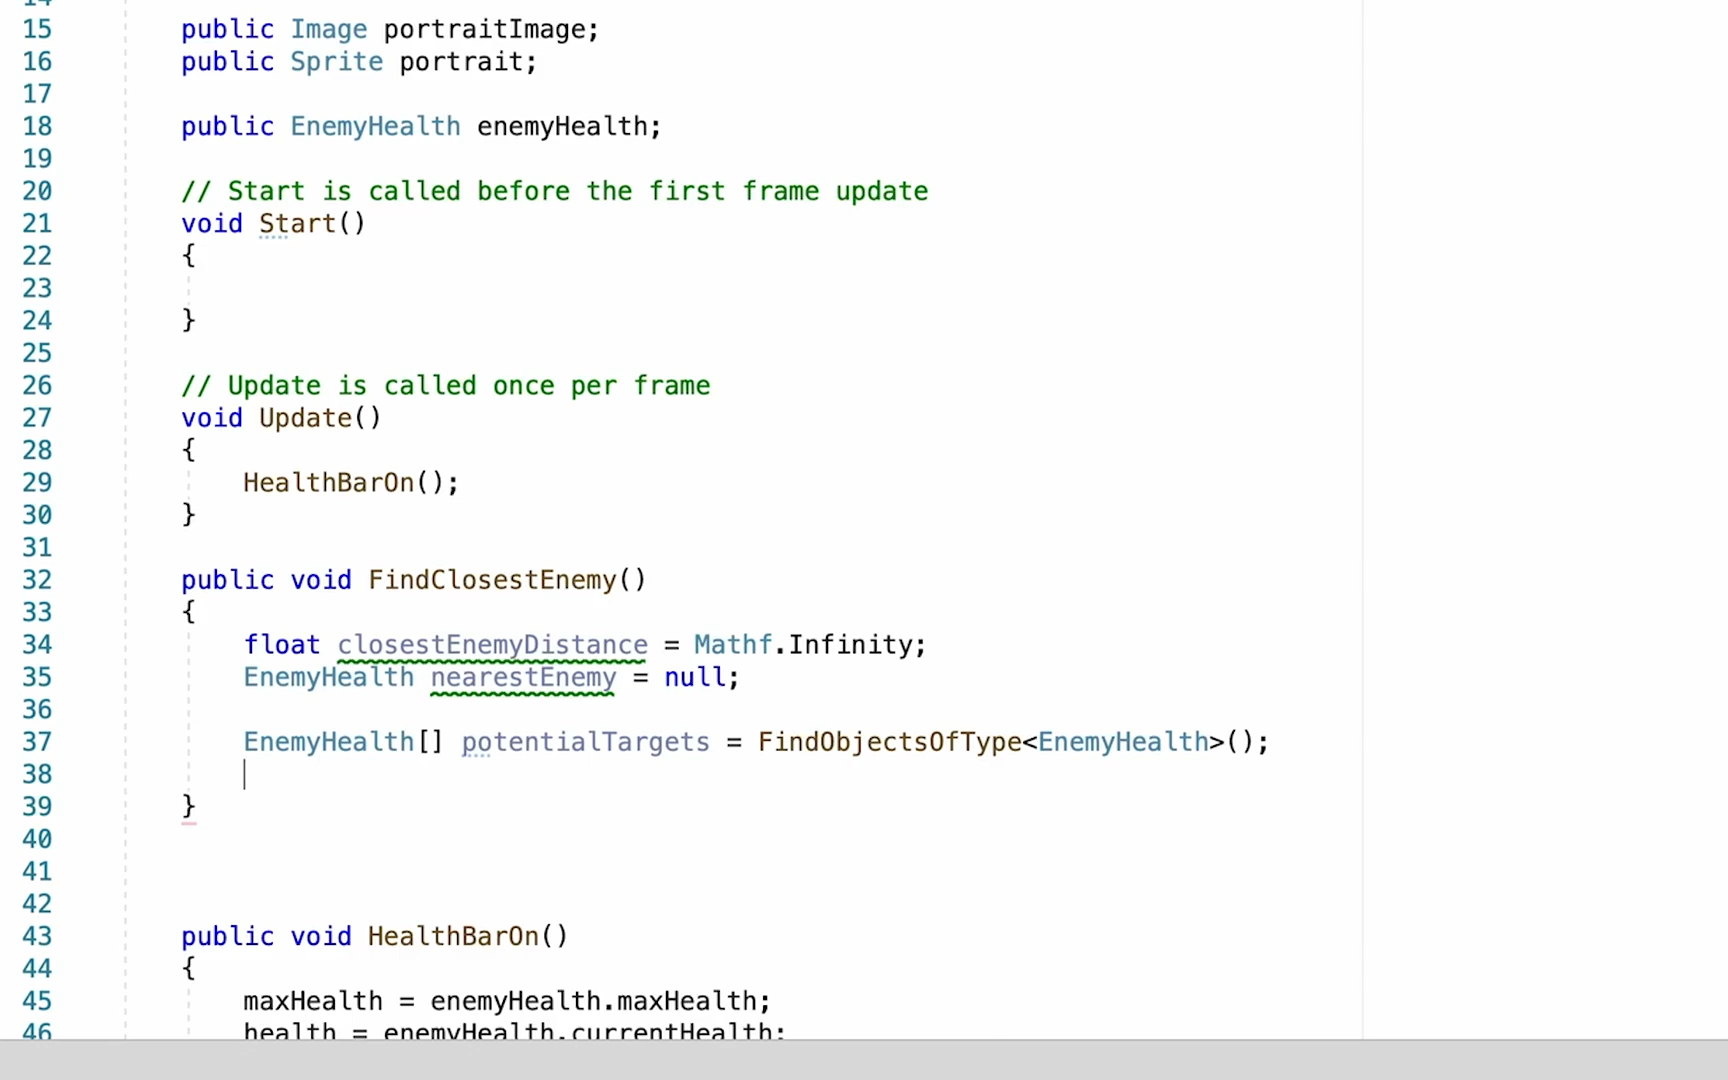 15 public Image portraitImage;
16 public Sprite portrait;
17
18 public EnemyHealth enemyHealth;
19
20 // Start is called before the first frame update
21 void Start()
22 {
23
24 }
25
26 // Update is called once per frame
27 void Update()
28 {
29 HealthBarOn();
30 }
31
32 public void FindClosestEnemy()
33 {
34 float closestEnemyDistance = Mathf.Infinity;
35 EnemyHealth nearestEnemy = null;
36
37 EnemyHealth[] potentialTargets = FindObjectsOfType<EnemyHealth>();
38
39 }
40
41
42
43 public void HealthBarOn()
44 {
45 maxHealth = enemyHealth.maxHealth;
46 health = enemyHealth.currentHealth;